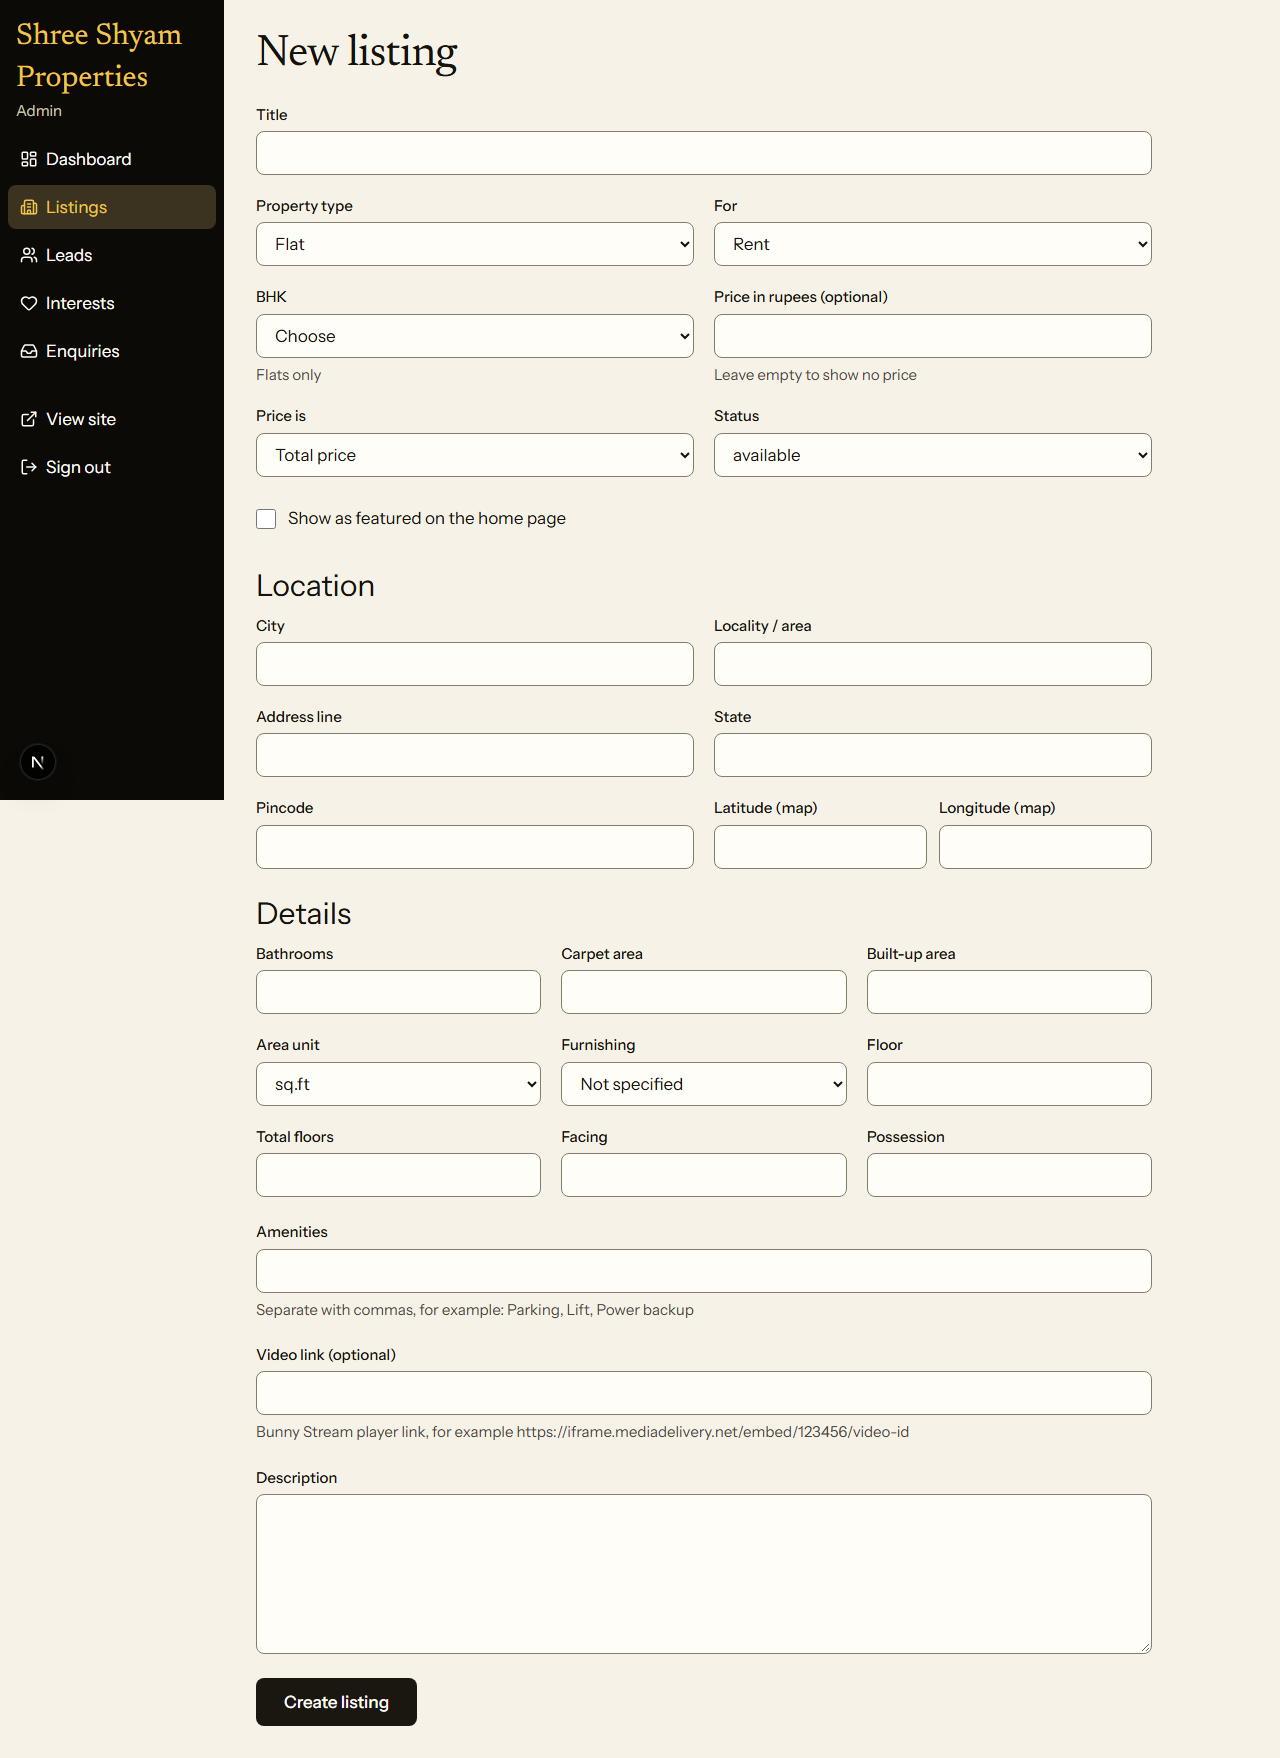 Shree Shyam
Properties
Admin
Dashboard
Listings
Leads
Interests
Enquiries
View site
Sign out
N
New listing
Title
Property type
For
Flat
Rent
BHK
Price in rupees (optional)
Choose
Flats only
Leave empty to show no price
Price is
Status
Total price
available
Show as featured on the home page
Location
City
Locality / area
Address line
State
Pincode
Latitude (map)
Longitude (map)
Details
Bathrooms
Carpet area
Built-up area
Area unit
Furnishing
Floor
sq.ft
Not specified
Total floors
Facing
Possession
Amenities
Separate with commas, for example: Parking, Lift, Power backup
Video link (optional)
Bunny Stream player link, for example https://iframe.mediadelivery.net/embed/123456/video-id
Description
Create listing